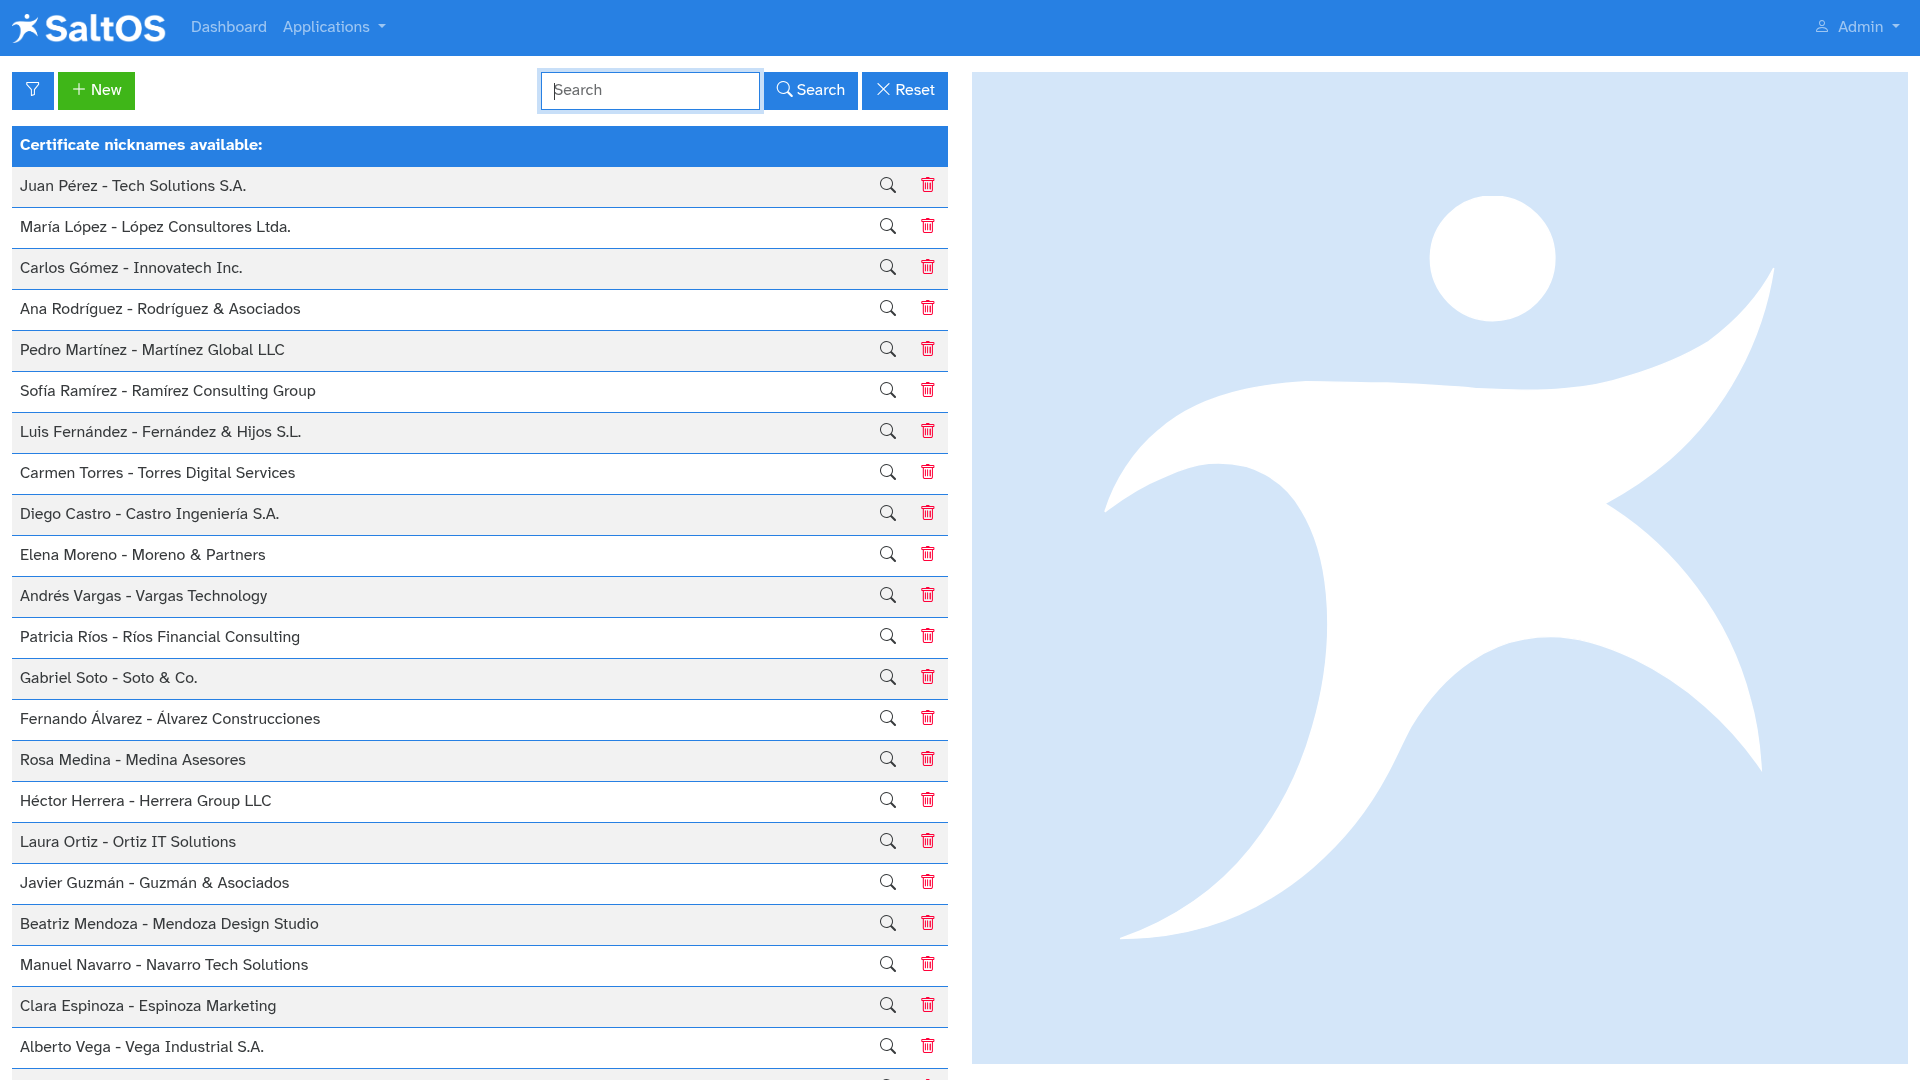 SaltOS Dashboard Applications Admin
New Search Search Reset
Certificate nicknames available:
Juan Pérez - Tech Solutions S.A.
María López - López Consultores Ltda.
Carlos Gómez - Innovatech Inc.
Ana Rodríguez - Rodríguez & Asociados
Pedro Martínez - Martínez Global LLC
Sofía Ramírez - Ramírez Consulting Group
Luis Fernández - Fernández & Hijos S.L.
Carmen Torres - Torres Digital Services
Diego Castro - Castro Ingeniería S.A.
Elena Moreno - Moreno & Partners
Andrés Vargas - Vargas Technology
Patricia Ríos - Ríos Financial Consulting
Gabriel Soto - Soto & Co.
Fernando Álvarez - Álvarez Construcciones
Rosa Medina - Medina Asesores
Héctor Herrera - Herrera Group LLC
Laura Ortiz - Ortiz IT Solutions
Javier Guzmán - Guzmán & Asociados
Beatriz Mendoza - Mendoza Design Studio
Manuel Navarro - Navarro Tech Solutions
Clara Espinoza - Espinoza Marketing
Alberto Vega - Vega Industrial S.A.